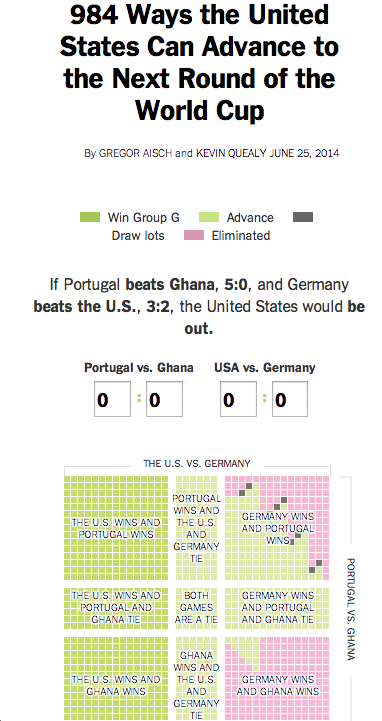 984 Ways the United
States Can Advance to
the Next Round of the
World Cup
By GREGOR AISCH and KEVIN QUEALY JUNE 25, 2014
Win Group G Advance
Draw lots Eliminated
If Portugal beats Ghana, 5:0, and Germany
beats the U.S., 3:2, the United States would be
out.
Portugal vs. Ghana USA vs. Germany
0 : 0 0 : 0
THE U.S. VS. GERMANY
PORTUGAL VS. GHANA
THE U.S. WINS AND
PORTUGAL WINS
PORTUGAL
WINS AND
THE U.S.
AND
GERMANY
TIE
GERMANY WINS
AND PORTUGAL
WINS
THE U.S. WINS AND
PORTUGAL AND
GHANA TIE
BOTH
GAMES
ARE A TIE
GERMANY WINS
AND PORTUGAL
AND GHANA TIE
THE U.S. WINS AND
GHANA WINS
GHANA
WINS AND
THE U.S.
AND
GERMANY
TIE
GERMANY WINS
AND GHANA WINS